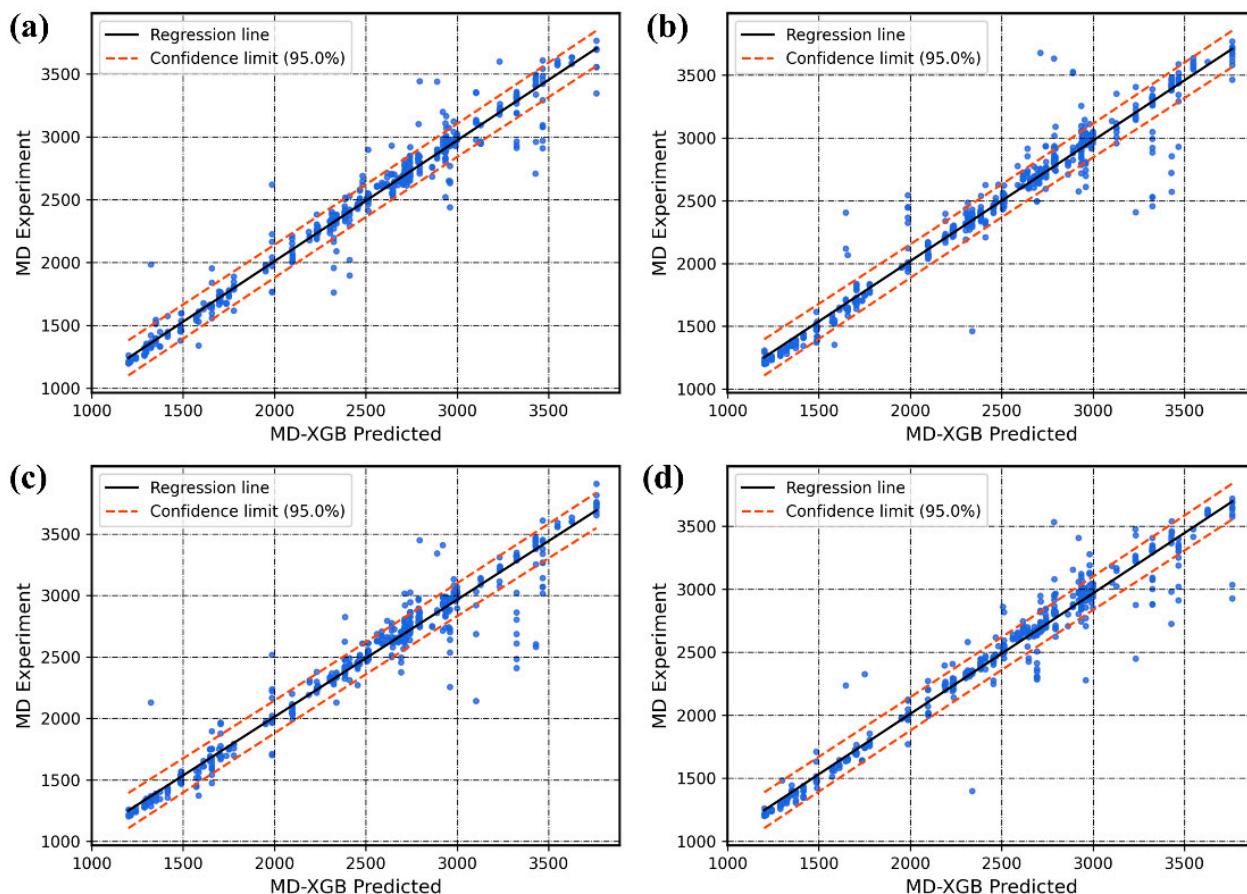 (a)
Regression line
Confidence limit (95.0%)
MD Experiment
3500
3000
2500
2000
1500
1000
1000 1500 2000 2500 3000 3500
MD-XGB Predicted
(b)
Regression line
Confidence limit (95.0%)
MD Experiment
3500
3000
2500
2000
1500
1000
1000 1500 2000 2500 3000 3500
MD-XGB Predicted
(c)
Regression line
Confidence limit (95.0%)
MD Experiment
3500
3000
2500
2000
1500
1000
1000 1500 2000 2500 3000 3500
MD-XGB Predicted
(d)
Regression line
Confidence limit (95.0%)
MD Experiment
3500
3000
2500
2000
1500
1000
1000 1500 2000 2500 3000 3500
MD-XGB Predicted